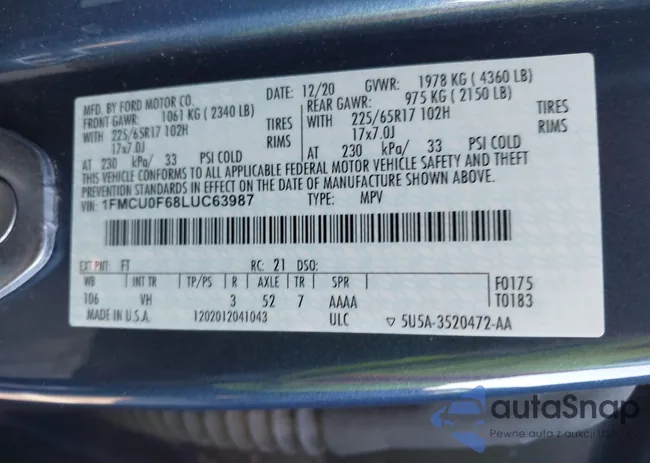 MFD. BY FORD MOTOR CO.
DATE: 12/20 GVWR: 1978 KG (4360 LB)
FRONT GAWR: 1061 KG (2340 LB)
REAR GAWR: 975 KG (2150 LB)
WITH 225/65R17 102H TIRES
WITH 225/65R17 102H TIRES
17x7.0J RIMS
17x7.0J RIMS
AT 230 kPa/ 33 PSI COLD
AT 230 kPa/ 33 PSI COLD
THIS VEHICLE CONFORMS TO ALL APPLICABLE FEDERAL MOTOR VEHICLE SAFETY AND THEFT
PREVENTION STANDARDS IN EFFECT ON THE DATE OF MANUFACTURE SHOWN ABOVE.
VIN: 1FMCU0F68LUC63987 TYPE: MPV
EXT PNT: FT RC: 21 DSO:
WB INT TR TP/PS R AXLE TR SPR
F0175
106 VH 3 52 7 AAAA
T0183
MADE IN U.S.A. 1202012041043 ULC ▽ 5U5A-3520472-AA
autaSnap
Pewne auto z aukcji USA